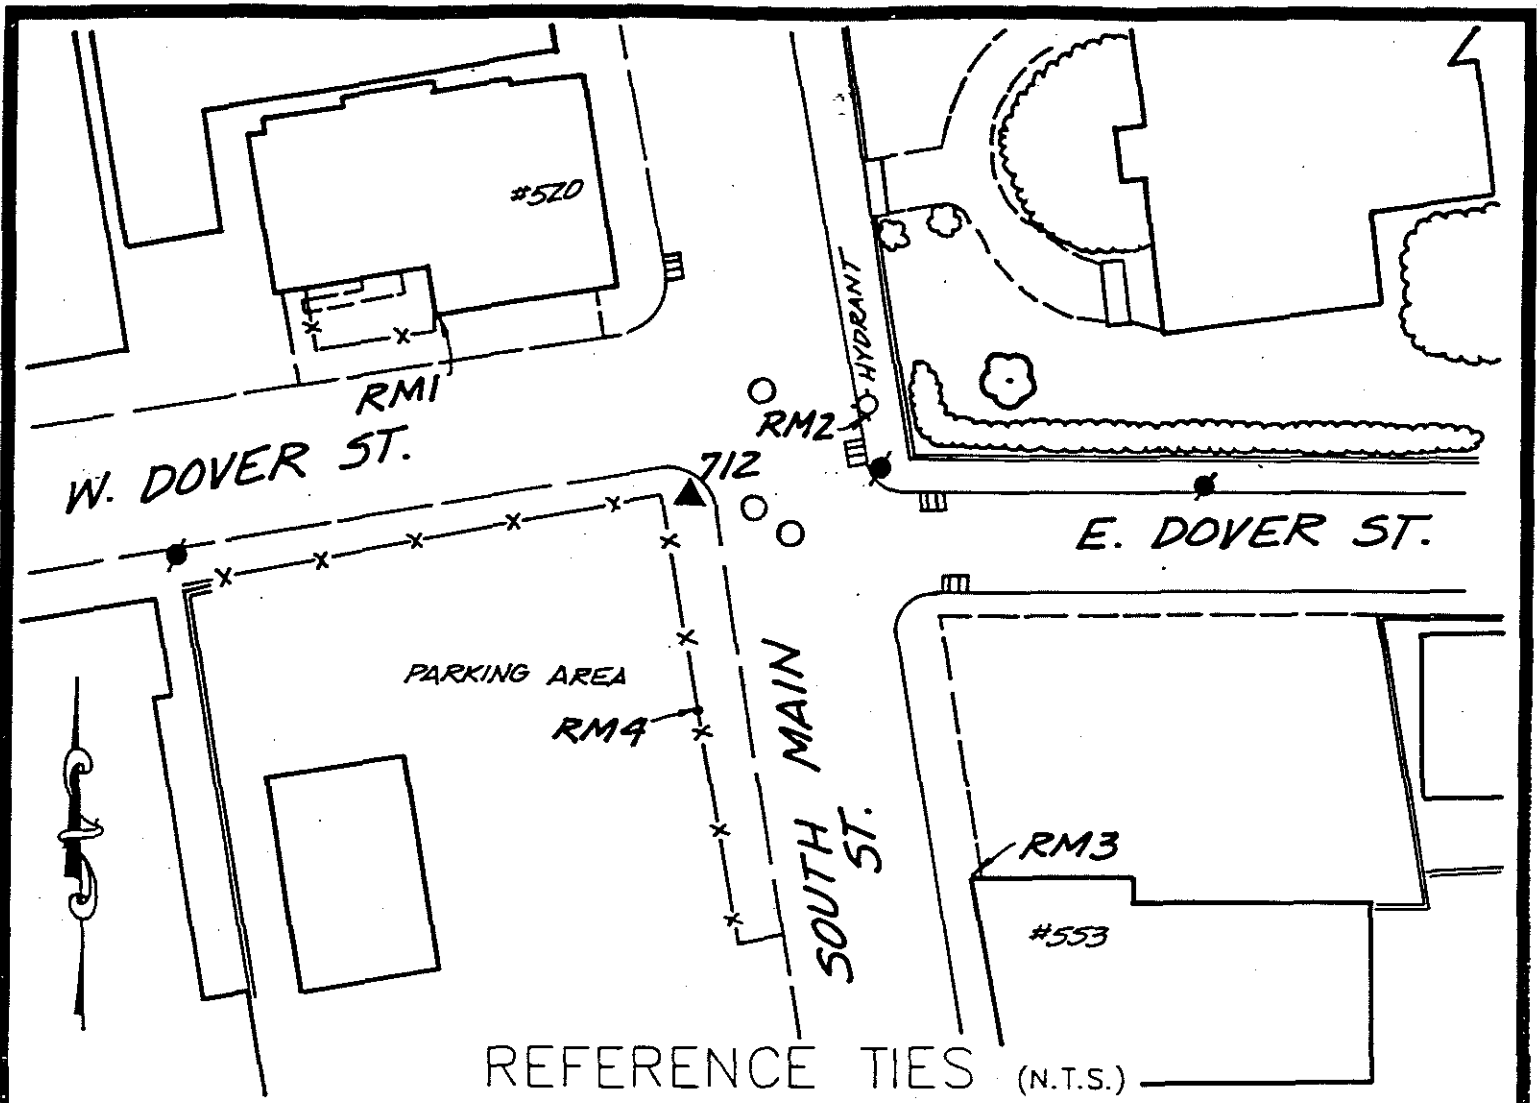 #520
HYDRANT
RM1
RM2
W. DOVER ST.
712
E. DOVER ST.
PARKING AREA
RM4
SOUTH MAIN
ST.
RM3
#553
REFERENCE TIES (N.T.S.)